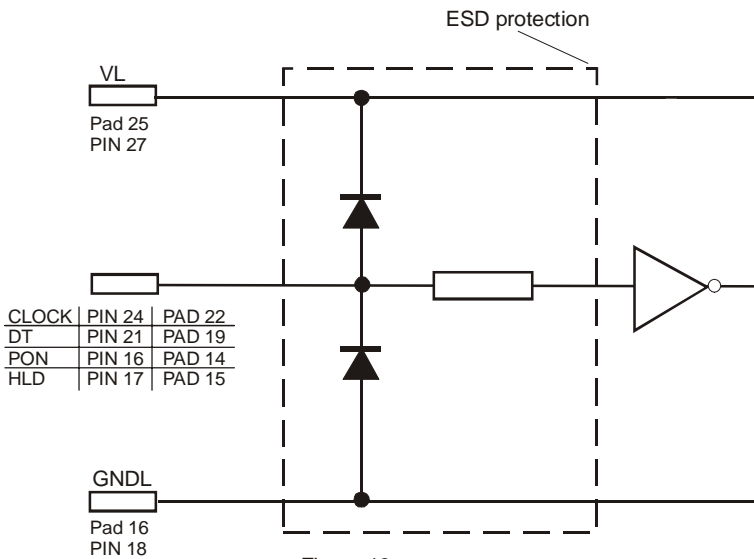 ESD protection
VL
Pad 25
PIN 27
CLOCK PIN 24 PAD 22
DT PIN 21 PAD 19
PON PIN 16 PAD 14
HLD PIN 17 PAD 15
GNDL
Pad 16
PIN 18